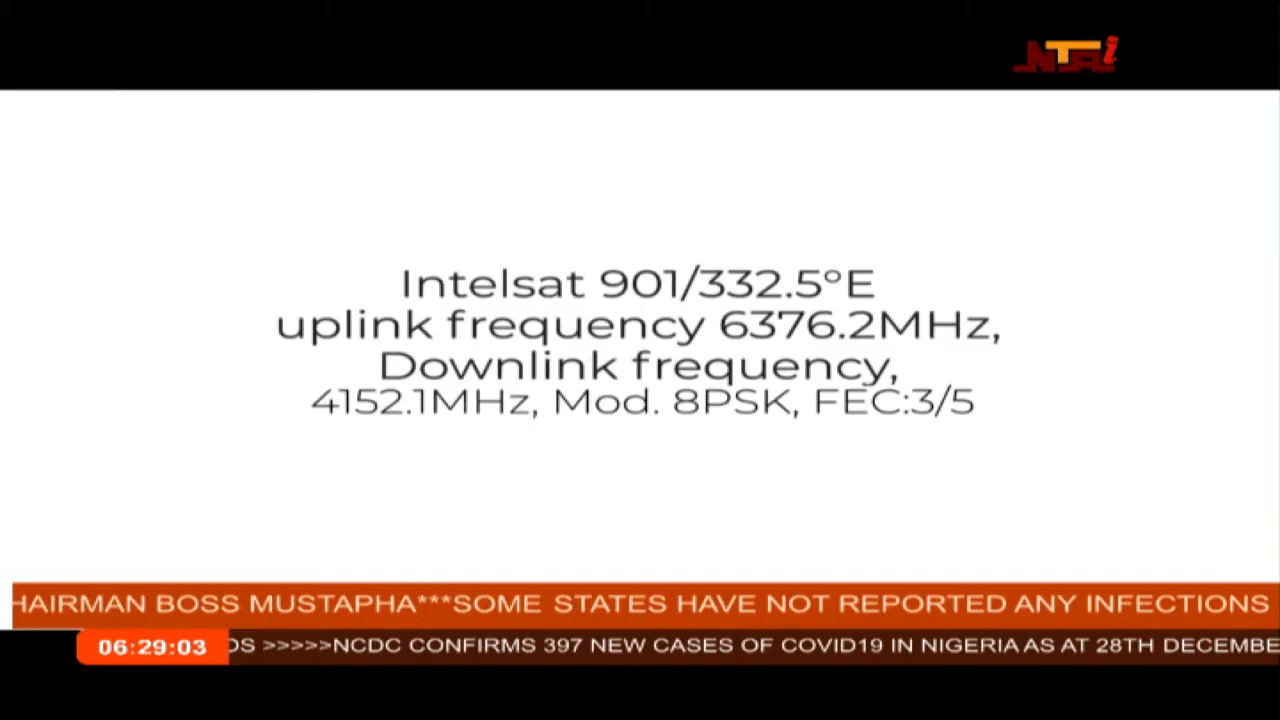 NTAi
Intelsat 901/332.5°E
uplink frequency 6376.2MHz,
Downlink frequency,
4152.1MHz, Mod. 8PSK, FEC:3/5
HAIRMAN BOSS MUSTAPHA***SOME STATES HAVE NOT REPORTED ANY INFECTIONS
06:29:03 DS >>>>>NCDC CONFIRMS 397 NEW CASES OF COVID19 IN NIGERIA AS AT 28TH DECEMBE